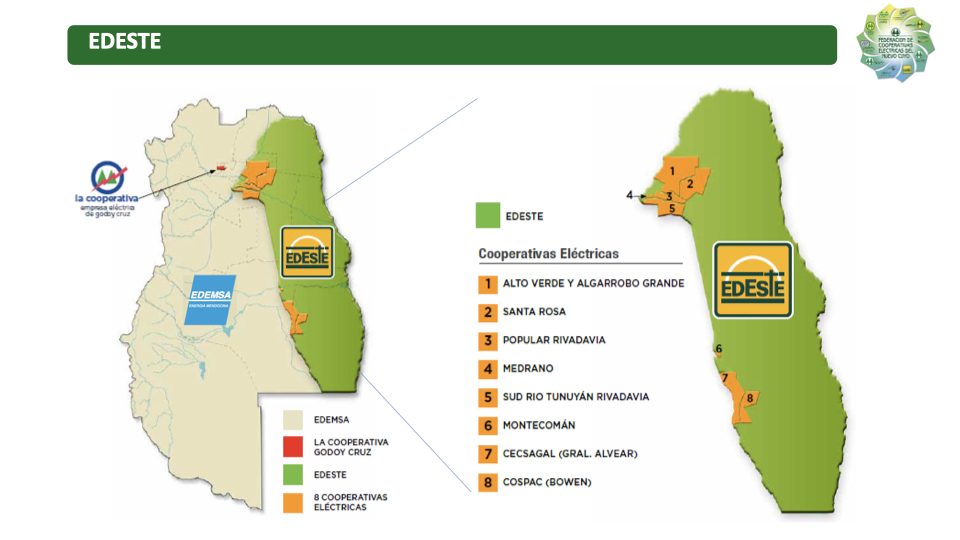 EDESTE
FEDERACION DE
COOPERATIVAS
ELÉCTRICAS DEL
NUEVO CUYO
la cooperativa
empresa eléctrica
de godoy cruz
EDESTE
EDEMSA
ENERGÍA MENDOCINA
EDEMSA
LA COOPERATIVA
GODOY CRUZ
EDESTE
8 COOPERATIVAS
ELÉCTRICAS
EDESTE
Cooperativas Eléctricas
1 ALTO VERDE Y ALGARROBO GRANDE
2 SANTA ROSA
3 POPULAR RIVADAVIA
4 MEDRANO
5 SUD RIO TUNUYÁN RIVADAVIA
6 MONTECOMÁN
7 CECSAGAL (GRAL. ALVEAR)
8 COSPAC (BOWEN)
1
2
4
3
5
EDESTE
6
7
8